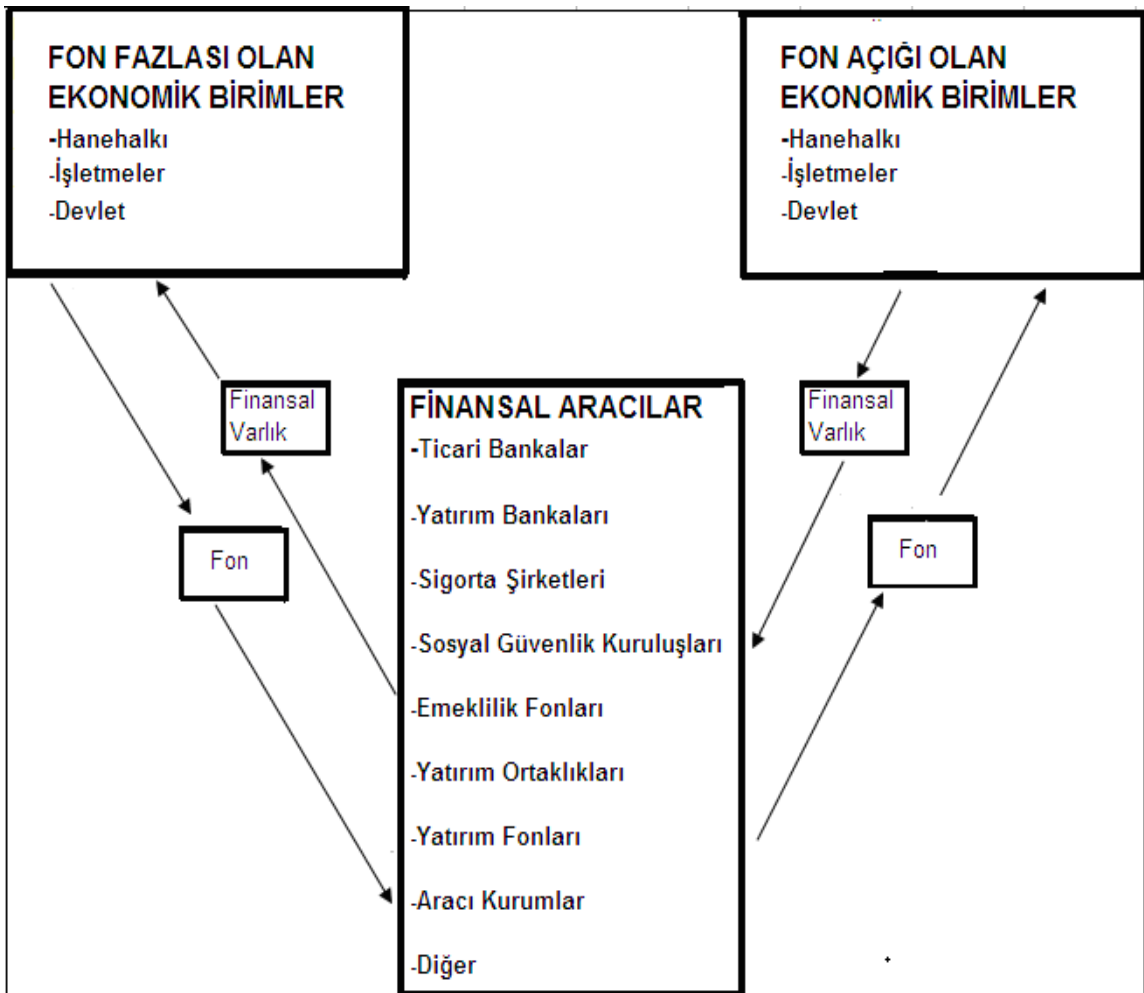 FON FAZLASI OLAN
EKONOMİK BİRİMLER
-Hanehalkı
-İşletmeler
-Devlet
FON AÇIĞI OLAN
EKONOMİK BİRİMLER
-Hanehalkı
-İşletmeler
-Devlet
Finansal
Varlık
Fon
FİNANSAL ARACILAR
-Ticari Bankalar
-Yatırım Bankaları
-Sigorta Şirketleri
-Sosyal Güvenlik Kuruluşları
-Emeklilik Fonları
-Yatırım Ortaklıkları
-Yatırım Fonları
-Aracı Kurumlar
-Diğer
Finansal
Varlık
Fon